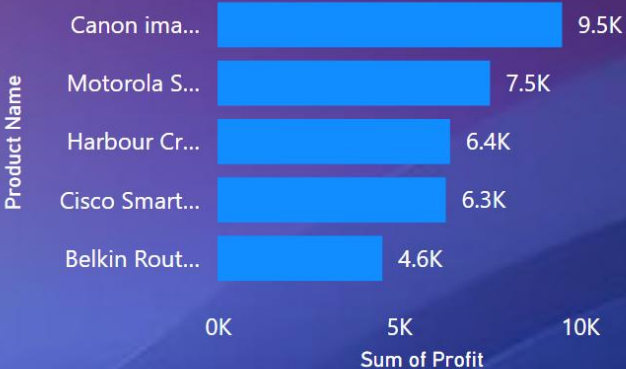 Product Name
Canon ima... 9.5K
Motorola S... 7.5K
Harbour Cr... 6.4K
Cisco Smart... 6.3K
Belkin Rout... 4.6K
0K 5K 10K
Sum of Profit